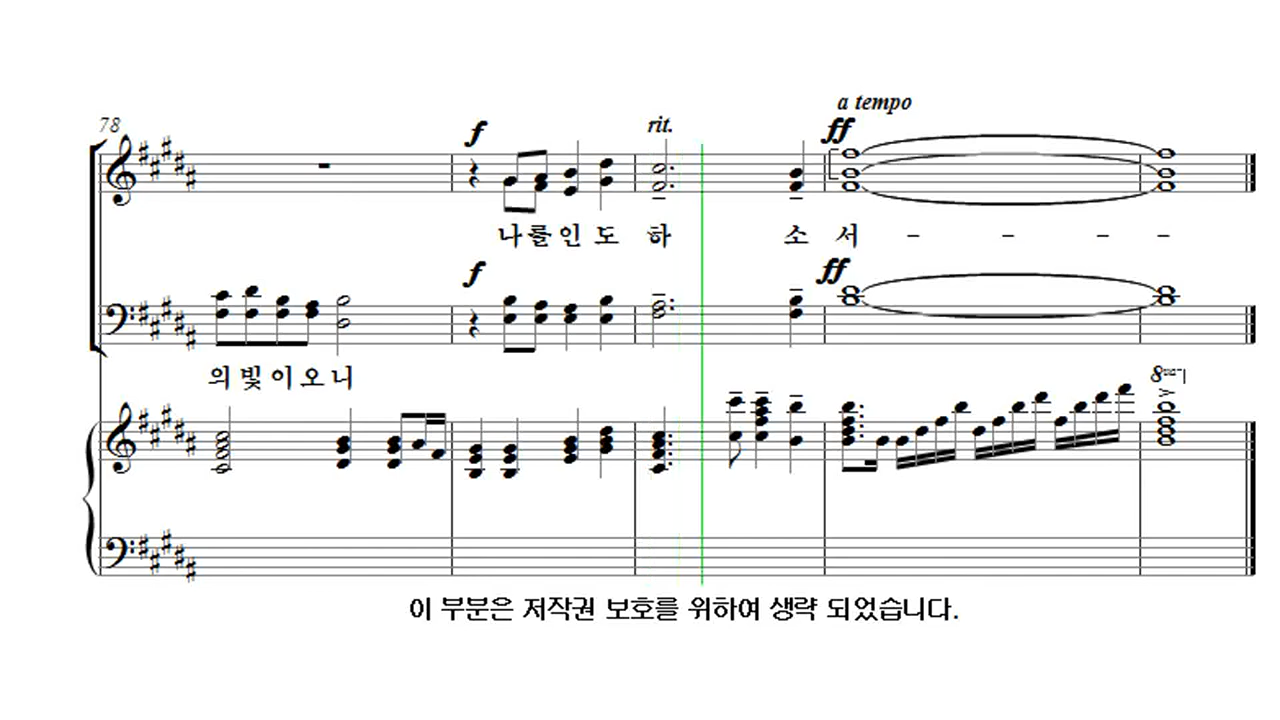 a tempo
78 f rit. ff
나를인도 하 소 서 - - - -
f ff
의빛이오니
8va
이 부분은 저작권 보호를 위하여 생략 되었습니다.